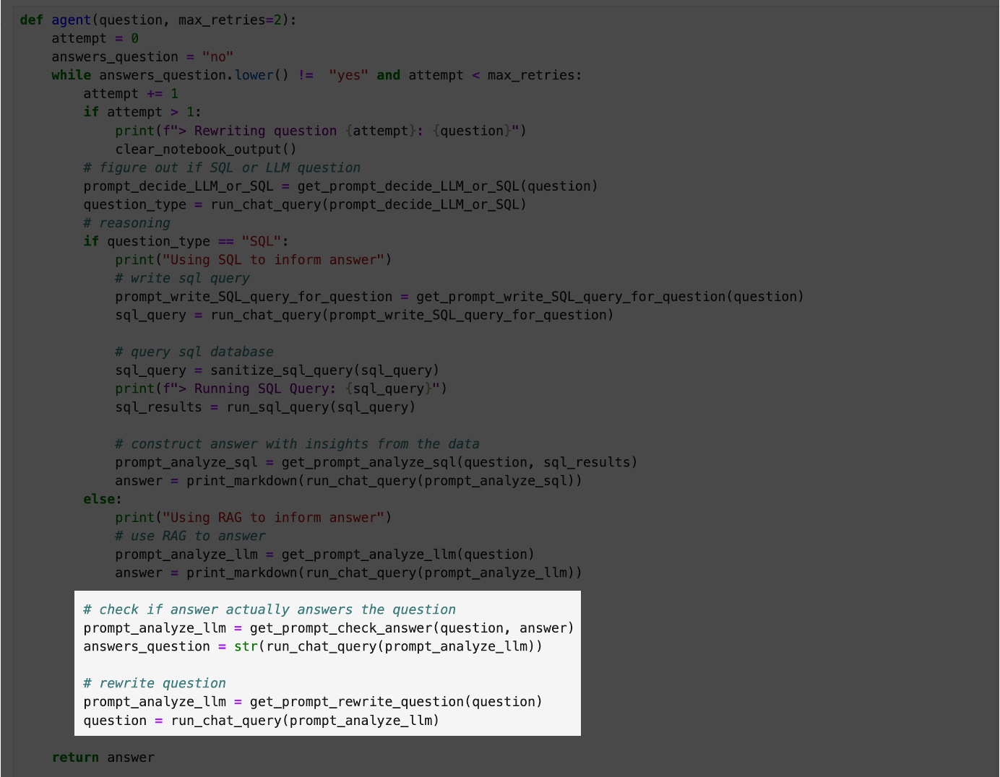 def agent(question, max_retries=2):
    attempt = 0
    answers_question = "no"
    while answers_question.lower() !=  "yes" and attempt < max_retries:
        attempt += 1
        if attempt > 1:
            print(f"> Rewriting question {attempt}: {question}")
            clear_notebook_output()
        # figure out if SQL or LLM question
        prompt_decide_LLM_or_SQL = get_prompt_decide_LLM_or_SQL(question)
        question_type = run_chat_query(prompt_decide_LLM_or_SQL)
        # reasoning
        if question_type == "SQL":
            print("Using SQL to inform answer")
            # write sql query
            prompt_write_SQL_query_for_question = get_prompt_write_SQL_query_for_question(question)
            sql_query = run_chat_query(prompt_write_SQL_query_for_question)

            # query sql database
            sql_query = sanitize_sql_query(sql_query)
            print(f"> Running SQL Query: {sql_query}")
            sql_results = run_sql_query(sql_query)

            # construct answer with insights from the data
            prompt_analyze_sql = get_prompt_analyze_sql(question, sql_results)
            answer = print_markdown(run_chat_query(prompt_analyze_sql))
        else:
            print("Using RAG to inform answer")
            # use RAG to answer
            prompt_analyze_llm = get_prompt_analyze_llm(question)
            answer = print_markdown(run_chat_query(prompt_analyze_llm))

        # check if answer actually answers the question
        prompt_analyze_llm = get_prompt_check_answer(question, answer)
        answers_question = str(run_chat_query(prompt_analyze_llm))

        # rewrite question
        prompt_analyze_llm = get_prompt_rewrite_question(question)
        question = run_chat_query(prompt_analyze_llm)

    return answer